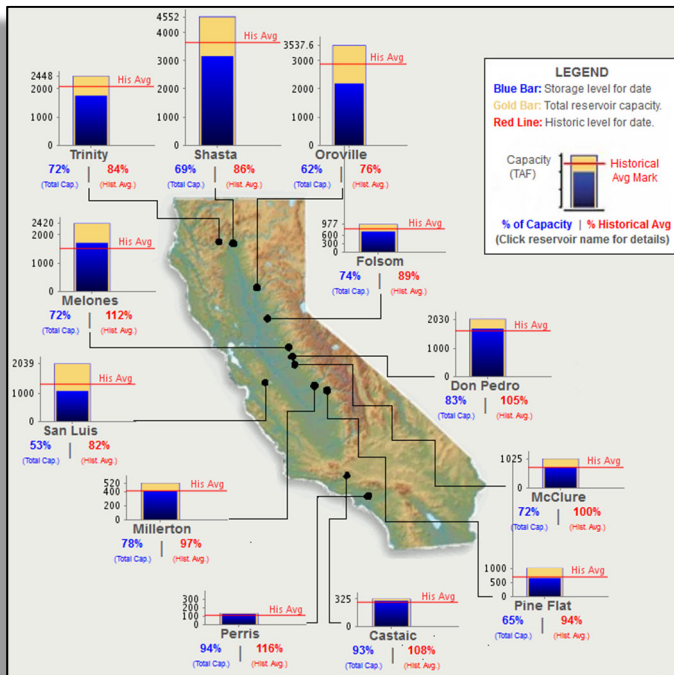 4552
4000
3000
2000
1000
0
His Avg
Shasta
69% | 86%
(Total Cap.) (Hist. Avg.)
3537.6
3000
2000
1000
0
His Avg
Oroville
62% | 76%
(Total Cap.) (Hist. Avg.)
2448
2000
1000
0
His Avg
Trinity
72% | 84%
(Total Cap.) (Hist. Avg.)
LEGEND
Blue Bar: Storage level for date
Gold Bar: Total reservoir capacity.
Red Line: Historic level for date.
Capacity
(TAF)
Historical
Avg Mark
% of Capacity | % Historical Avg
(Click reservoir name for details)
2420
2000
1000
0
His Avg
Melones
72% | 112%
(Total Cap.) (Hist. Avg.)
977
600
300
0
His Avg
Folsom
74% | 89%
(Total Cap.) (Hist. Avg.)
2030
1000
0
His Avg
Don Pedro
83% | 105%
(Total Cap.) (Hist. Avg.)
2039
1000
0
His Avg
San Luis
53% | 82%
(Total Cap.) (Hist. Avg.)
1025
0
His Avg
McClure
72% | 100%
(Total Cap.) (Hist. Avg.)
520
400
200
0
His Avg
Millerton
78% | 97%
(Total Cap.) (Hist. Avg.)
1000
500
0
His Avg
Pine Flat
65% | 94%
(Total Cap.) (Hist. Avg.)
300
200
100
0
His Avg
Perris
94% | 116%
(Total Cap.) (Hist. Avg.)
325
0
His Avg
Castaic
93% | 108%
(Total Cap.) (Hist. Avg.)